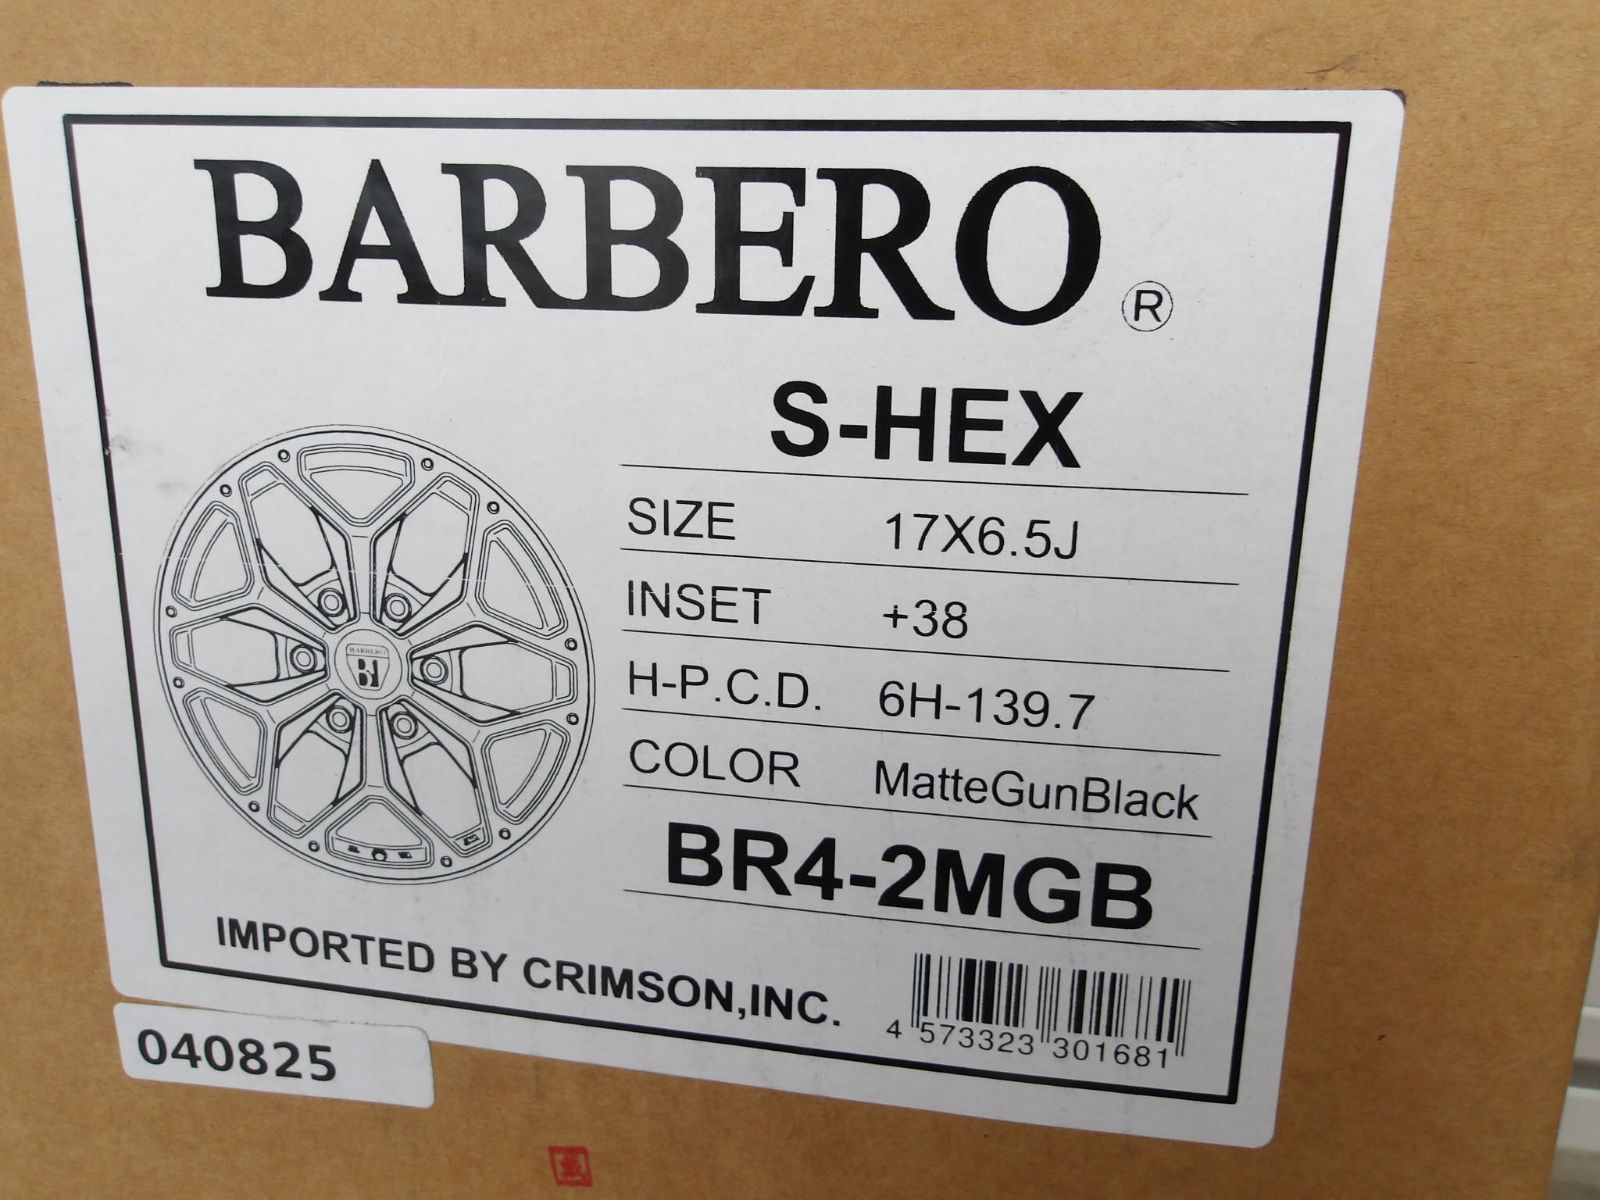 BARBERO ®
S-HEX
SIZE 17X6.5J
INSET +38
H-P.C.D. 6H-139.7
COLOR MatteGunBlack
BR4-2MGB
BARBERO
IMPORTED BY CRIMSON,INC.
4 573323 301681
040825